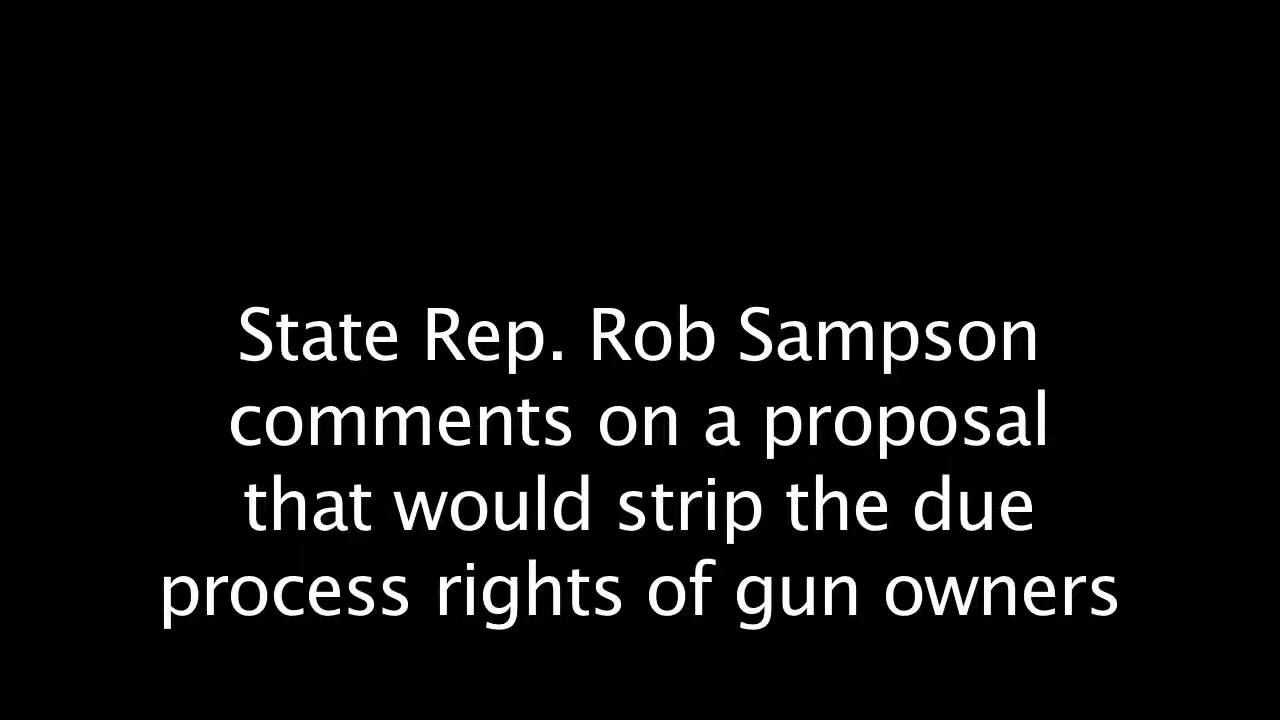 State Rep. Rob Sampson
comments on a proposal
that would strip the due
process rights of gun owners